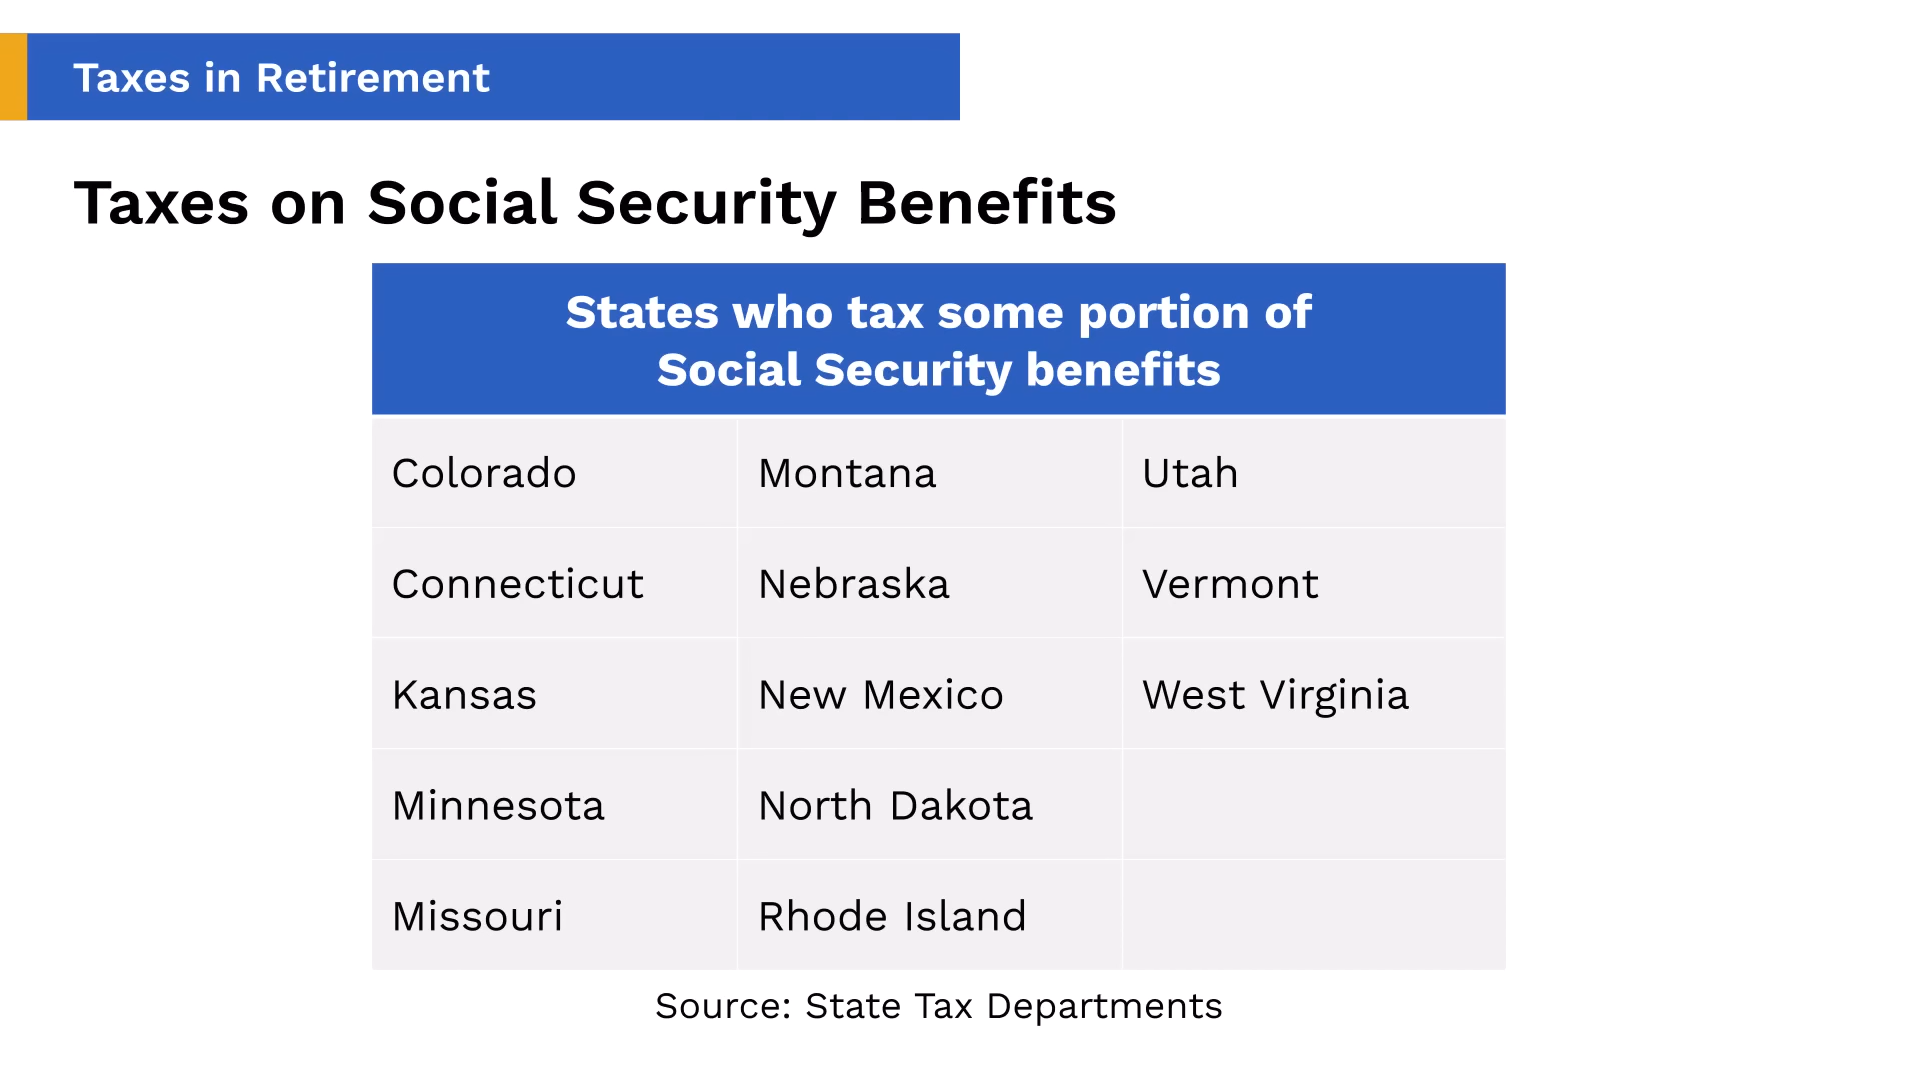 Taxes in Retirement
Taxes on Social Security Benefits
States who tax some portion of
Social Security benefits
Colorado Montana Utah
Connecticut Nebraska Vermont
Kansas New Mexico West Virginia
Minnesota North Dakota
Missouri Rhode Island
Source: State Tax Departments